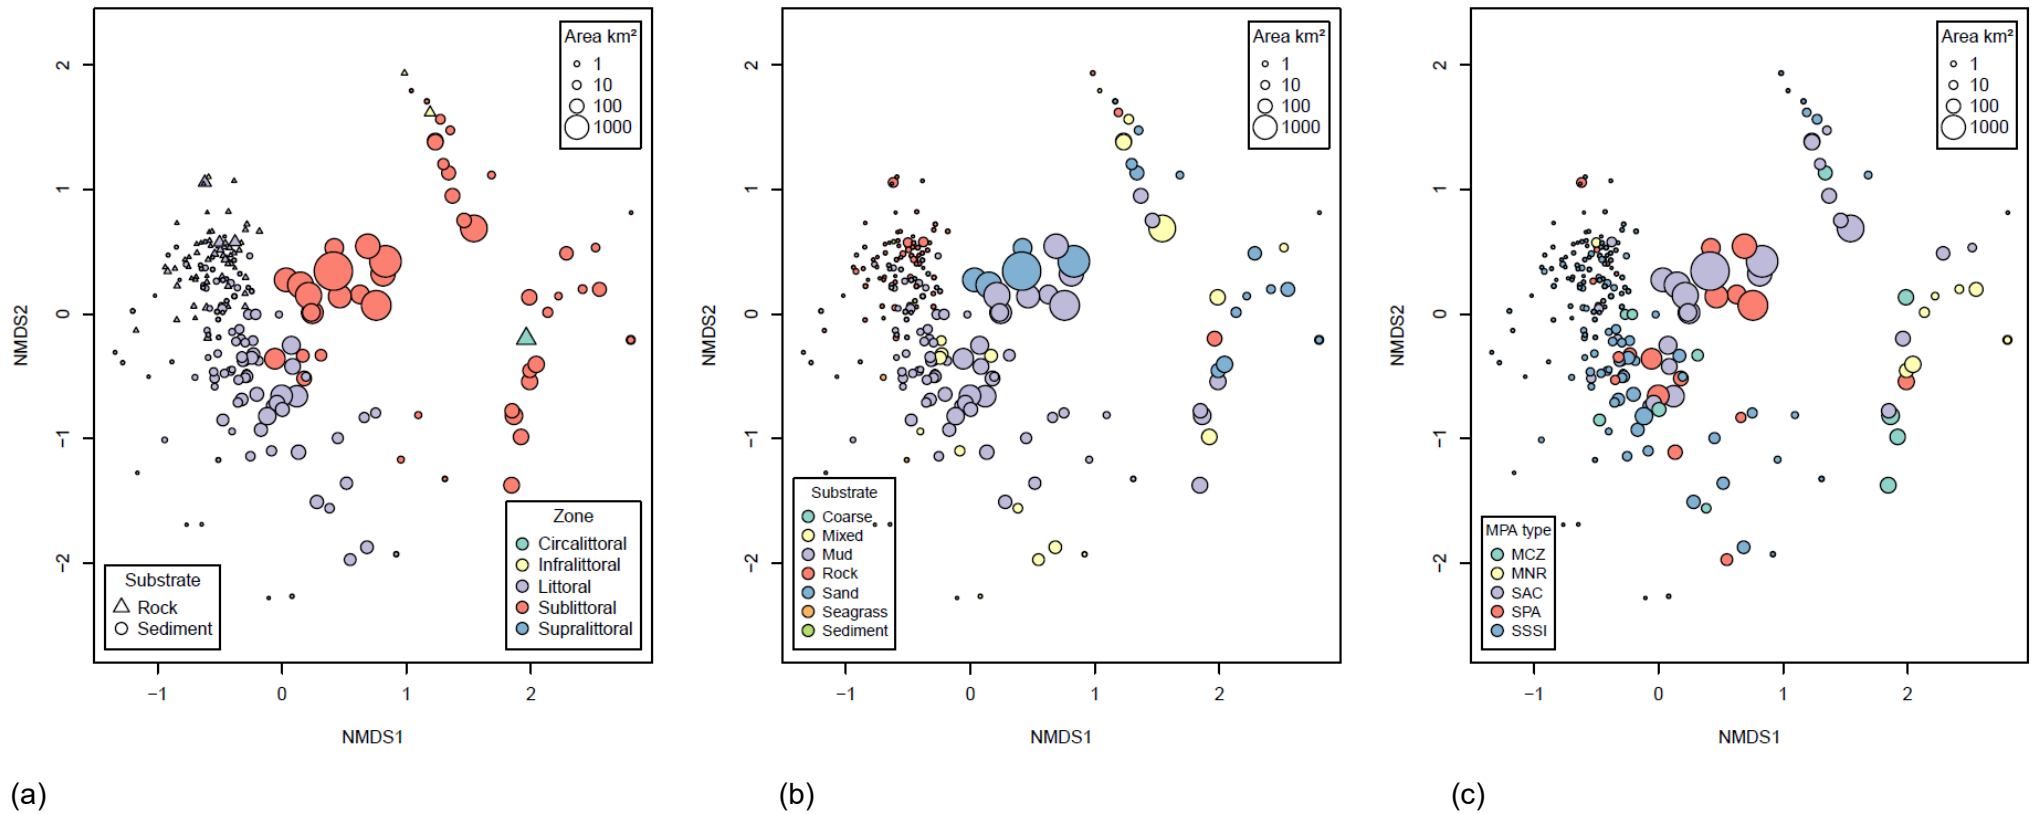 Area km²
1
10
100
1000
2
1
0
−1
−2
NMDS2
Substrate
Rock
Sediment
Zone
Circalittoral
Infralittoral
Littoral
Sublittoral
Supralittoral
−1
0
1
2
NMDS1
(a)
Area km²
1
10
100
1000
2
1
0
−1
−2
NMDS2
Substrate
Coarse
Mixed
Mud
Rock
Sand
Seagrass
Sediment
−1
0
1
2
NMDS1
(b)
Area km²
1
10
100
1000
2
1
0
−1
−2
NMDS2
MPA type
MCZ
MNR
SAC
SPA
SSSI
−1
0
1
2
NMDS1
(c)